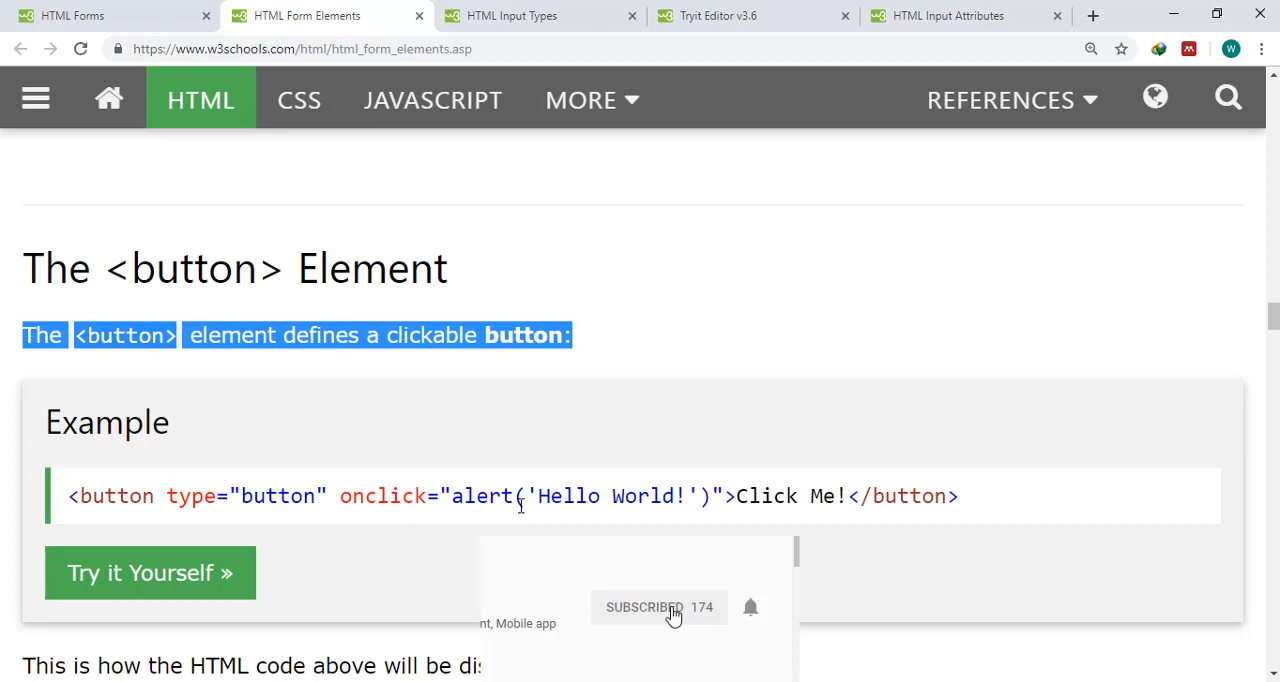 HTML Forms
HTML Form Elements
HTML Input Types
Tryit Editor v3.6
HTML Input Attributes
https://www.w3schools.com/html/html_form_elements.asp
W
HTML
CSS
JAVASCRIPT
MORE
REFERENCES
The <button> Element
The <button> element defines a clickable button:
Example
<button type="button" onclick="alert('Hello World!')">Click Me!</button>
Try it Yourself »
SUBSCRIBED 174
nt, Mobile app
This is how the HTML code above will be di